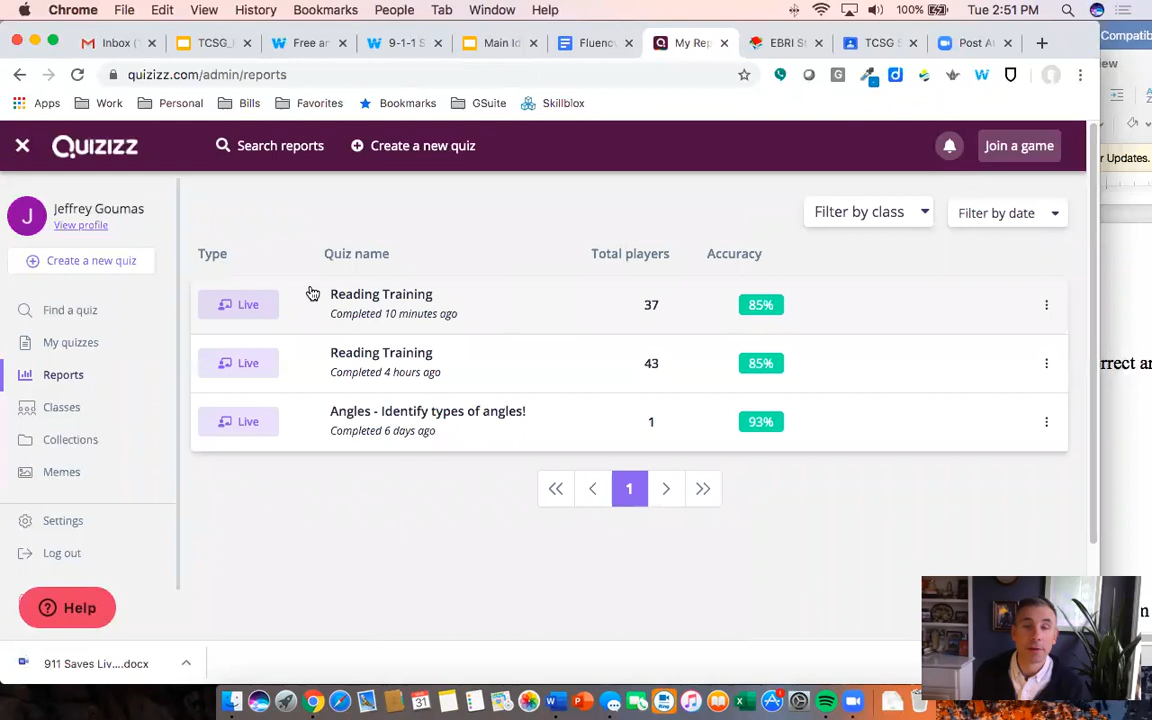 Chrome File Edit View History Bookmarks People Tab Window Help 100% Tue 2:51 PM
Inbox ( TCSG_ Free an 9-1-1 S Main Id Fluenc My Rep EBRI St TCSG S Post At
quizizz.com/admin/reports
Compatib
Apps Work Personal Bills Favorites Bookmarks GSuite Skillblox
QUIZIZZ Search reports Create a new quiz Join a game
r Updates.
Jeffrey Goumas
View profile
Create a new quiz
Find a quiz
My quizzes
Reports
Classes
Collections
Memes
Settings
Log out
Help
Filter by class Filter by date
Type Quiz name Total players Accuracy
Live Reading Training 37 85%
Completed 10 minutes ago
Live Reading Training 43 85%
Completed 4 hours ago
Live Angles - Identify types of angles! 1 93%
Completed 6 days ago
1
rrect ar
911 Saves Liv....docx